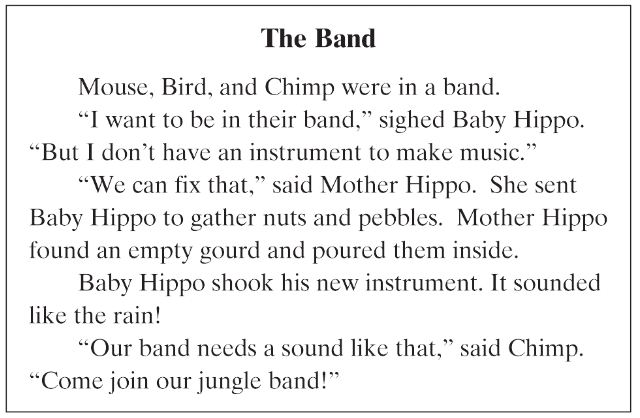 The Band
Mouse, Bird, and Chimp were in a band.
“I want to be in their band,” sighed Baby Hippo.
“But I don’t have an instrument to make music.”
“We can fix that,” said Mother Hippo.  She sent
Baby Hippo to gather nuts and pebbles.  Mother Hippo
found an empty gourd and poured them inside.
Baby Hippo shook his new instrument. It sounded
like the rain!
“Our band needs a sound like that,” said Chimp.
“Come join our jungle band!”